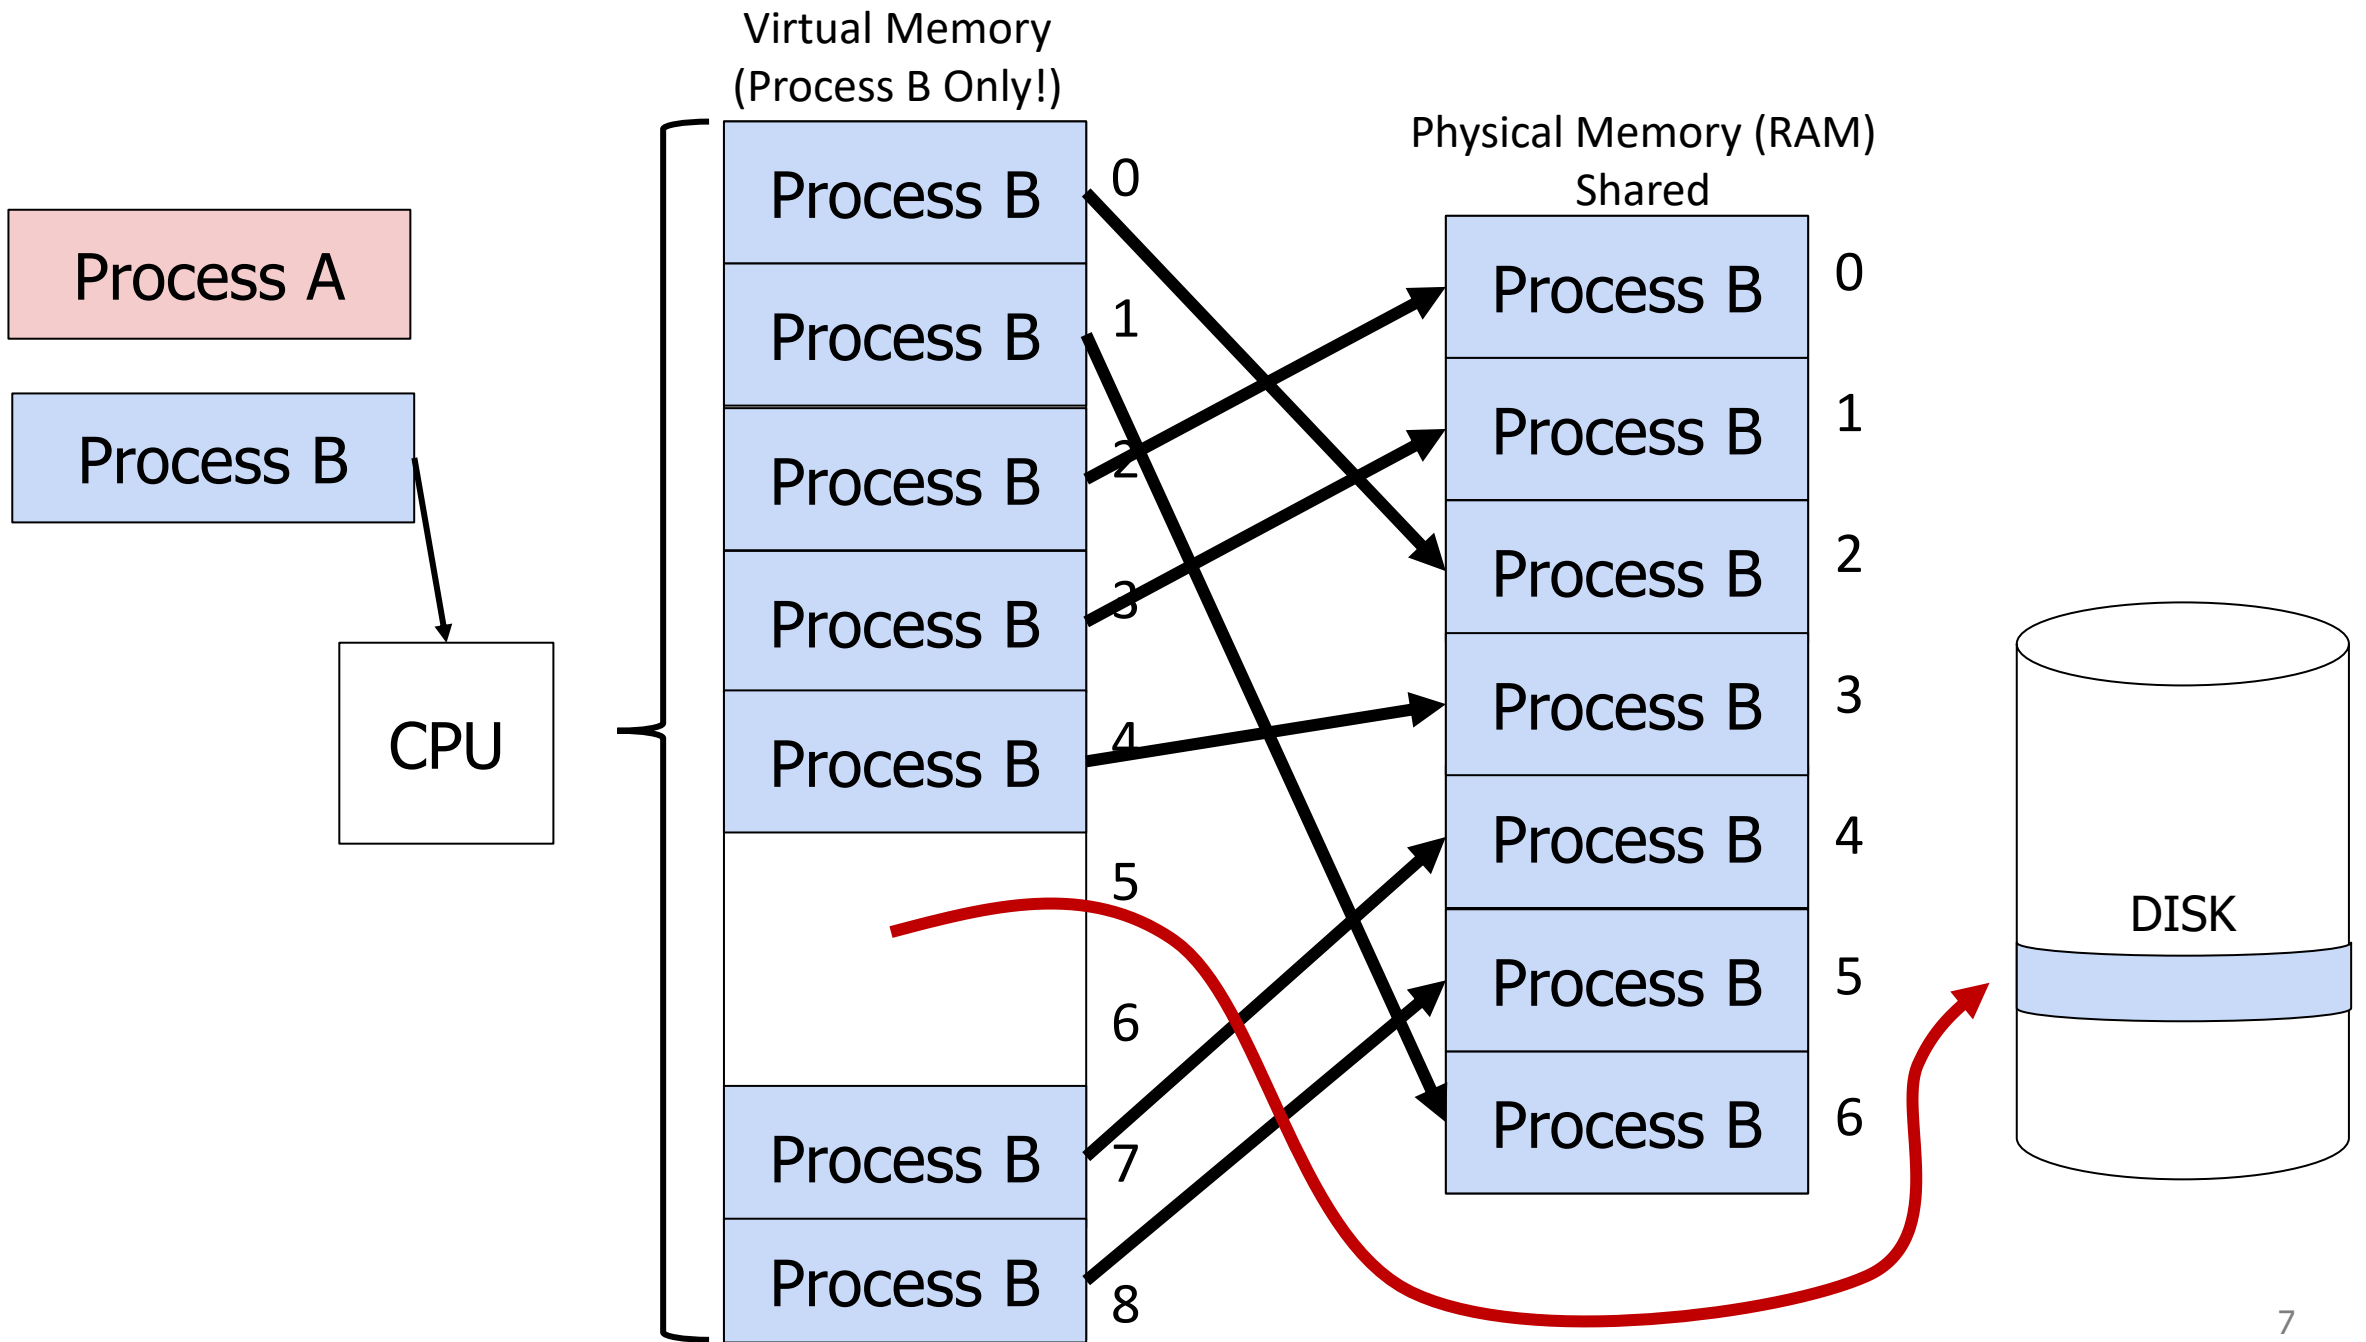 Virtual Memory
(Process B Only!)
Physical Memory (RAM)
Shared
Process A
Process B
CPU
Process B 0
Process B 1
Process B 2
Process B 3
Process B 4
5
6
Process B 7
Process B 8
Process B 0
Process B 1
Process B 2
Process B 3
Process B 4
Process B 5
Process B 6
DISK
7